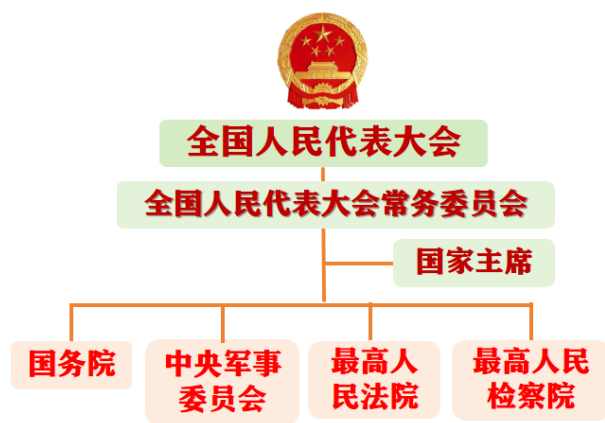 全国人民代表大会
全国人民代表大会常务委员会
国家主席
国务院
中央军事
委员会
最高人
民法院
最高人民
检察院